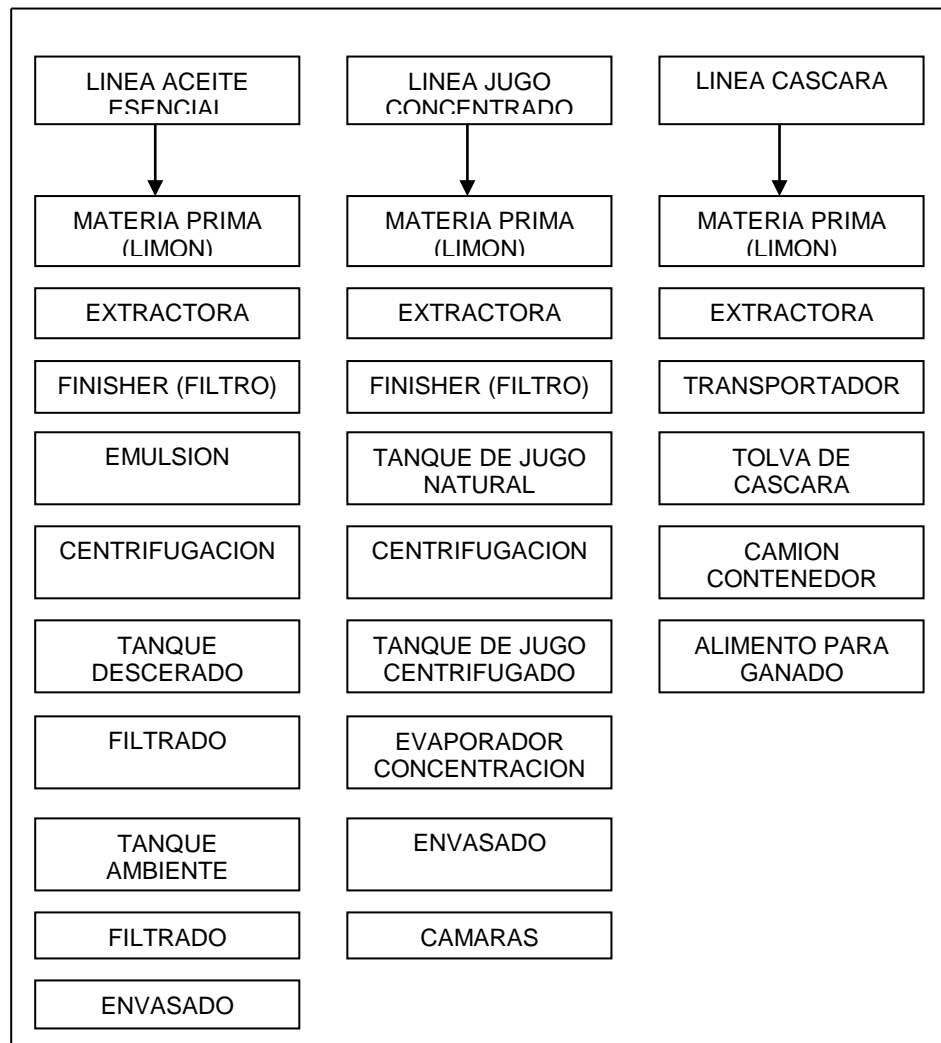 LINEA ACEITE
ESENCIAL
MATERIA PRIMA
(LIMON)
EXTRACTORA
FINISHER (FILTRO)
EMULSION
CENTRIFUGACION
TANQUE
DESCERADO
FILTRADO
TANQUE
AMBIENTE
FILTRADO
ENVASADO
LINEA JUGO
CONCENTRADO
MATERIA PRIMA
(LIMON)
EXTRACTORA
FINISHER (FILTRO)
TANQUE DE JUGO
NATURAL
CENTRIFUGACION
TANQUE DE JUGO
CENTRIFUGADO
EVAPORADOR
CONCENTRACION
ENVASADO
CAMARAS
LINEA CASCARA
MATERIA PRIMA
(LIMON)
EXTRACTORA
TRANSPORTADOR
TOLVA DE
CASCARA
CAMION
CONTENEDOR
ALIMENTO PARA
GANADO